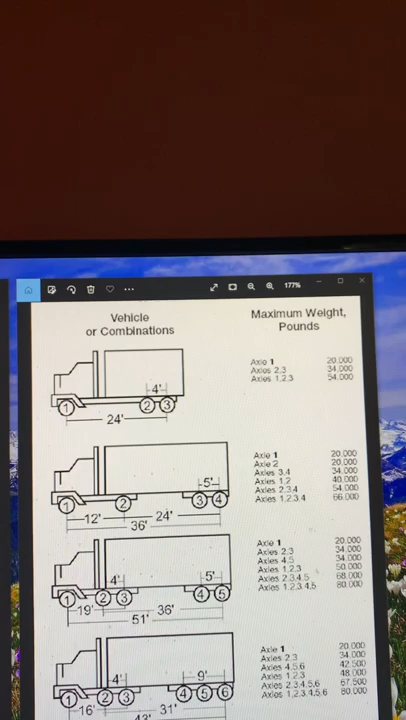 177%
Vehicle
or Combinations
Maximum Weight,
Pounds
4'
1 2 3
24'
Axle 1 20,000
Axles 2,3 34,000
Axles 1,2,3 54,000
5'
1 2 3 4
12' 24'
36'
Axle 1 20,000
Axle 2 20,000
Axles 3,4 34,000
Axles 1,2 40,000
Axles 2,3,4 54,000
Axles 1,2,3,4 66,000
4' 5'
1 2 3 4 5
19' 36'
51'
Axle 1 20,000
Axles 2,3 34,000
Axles 4,5 34,000
Axles 1,2,3 50,000
Axles 2,3,4,5 68,000
Axles 1,2,3,4,5 80,000
4' 9'
1 2 3 4 5 6
16' 31'
43'
Axle 1 20,000
Axles 2,3 34,000
Axles 4,5,6 42,500
Axles 1,2,3 48,000
Axles 2,3,4,5,6 67,500
Axles 1,2,3,4,5,6 80,000